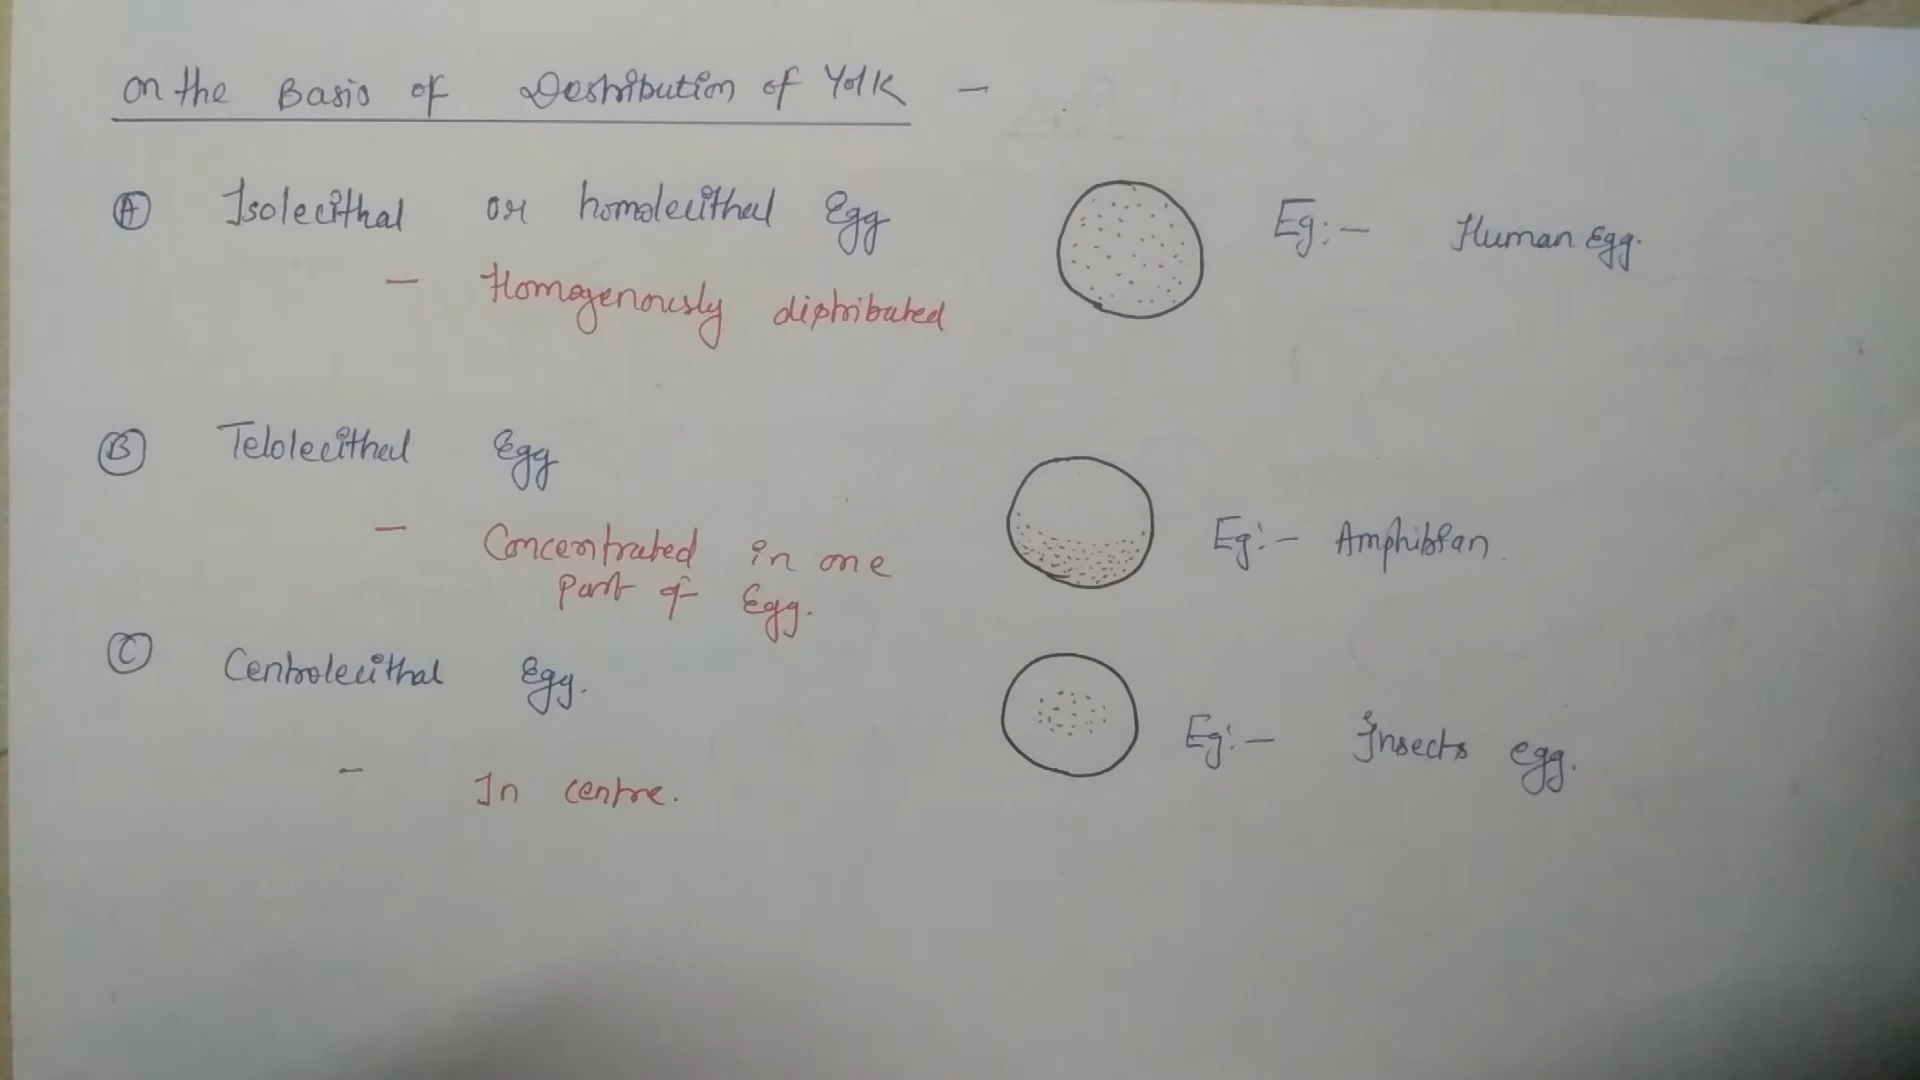 On the Basis of Destribution of Yolk -
A Isolecithal or homolecithal Egg
Eg:- Human Egg.
- Homogenously distributed
B Telolecithal Egg
- Concentrated in one
part of Egg.
Eg:- Amphibian.
C Centrolecithal Egg.
Eg:- Insects egg.
- In centre.